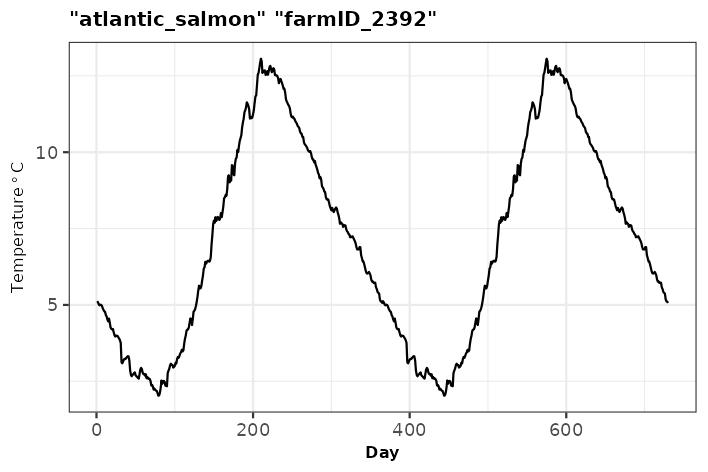 "atlantic_salmon" "farmID_2392"
Temperature°C
10
5
0 200 400 600
Day